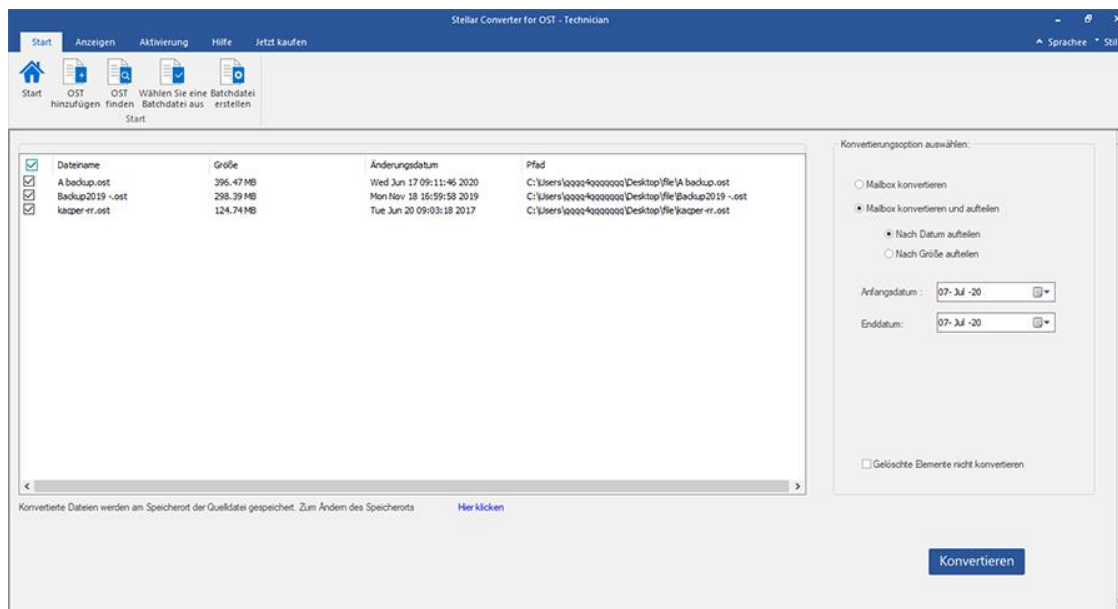 Stellar Converter for OST - Technician
Start Anzeigen Aktivierung Hilfe Jetzt kaufen
Sprachee Stil
Start
OST hinzufügen
OST finden
Wählen Sie eine Batchdatei aus
Batchdatei erstellen
Start
Dateiname Größe Änderungsdatum Pfad
A backup.ost 396.47 MB Wed Jun 17 09:11:46 2020 C:\Users\qqqq4qqqqqqq\Desktop\file\A backup.ost
Backup2019 -.ost 298.39 MB Mon Nov 18 16:59:58 2019 C:\Users\qqqq4qqqqqqq\Desktop\file\Backup2019 -.ost
kacper-rr.ost 124.74 MB Tue Jun 20 09:03:18 2017 C:\Users\qqqq4qqqqqqq\Desktop\file\kacper-rr.ost
Konvertierte Dateien werden am Speicherort der Quelldatei gespeichert. Zum Ändern des Speicherorts Hier klicken
Konvertierungsoption auswählen:
Mailbox konvertieren
Mailbox konvertieren und aufteilen
Nach Datum aufteilen
Nach Größe aufteilen
Anfangsdatum : 07- Jul -20
Enddatum: 07- Jul -20
Gelöschte Elemente nicht konvertieren
Konvertieren